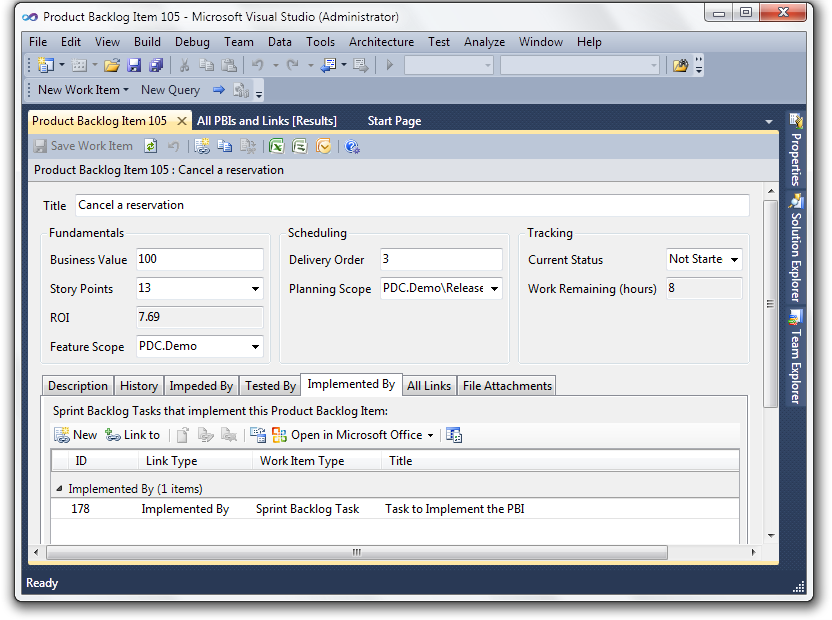 Product Backlog Item 105 - Microsoft Visual Studio (Administrator)
File Edit View Build Debug Team Data Tools Architecture Test Analyze Window Help
New Work Item New Query
Product Backlog Item 105 All PBIs and Links [Results] Start Page
Save Work Item
Product Backlog Item 105 : Cancel a reservation
Title Cancel a reservation
Fundamentals Scheduling Tracking
Business Value 100 Delivery Order 3 Current Status Not Starte
Story Points 13 Planning Scope PDC.Demo\Release Work Remaining (hours) 8
ROI 7.69
Feature Scope PDC.Demo
Description History Impeded By Tested By Implemented By All Links File Attachments
Sprint Backlog Tasks that implement this Product Backlog Item:
New Link to Open in Microsoft Office
ID Link Type Work Item Type Title
Implemented By (1 items)
178 Implemented By Sprint Backlog Task Task to Implement the PBI
Ready
Properties
Solution Explorer
Team Explorer